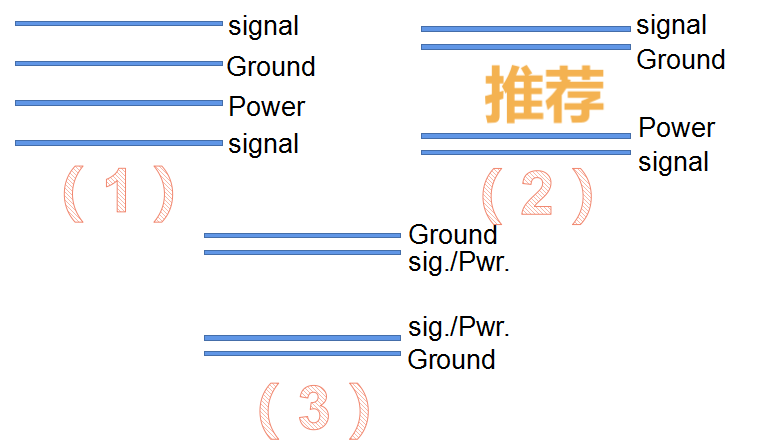 signal
Ground
Power
signal
( 1 )
signal
Ground
推荐
Power
signal
( 2 )
Ground
sig./Pwr.
sig./Pwr.
Ground
( 3 )